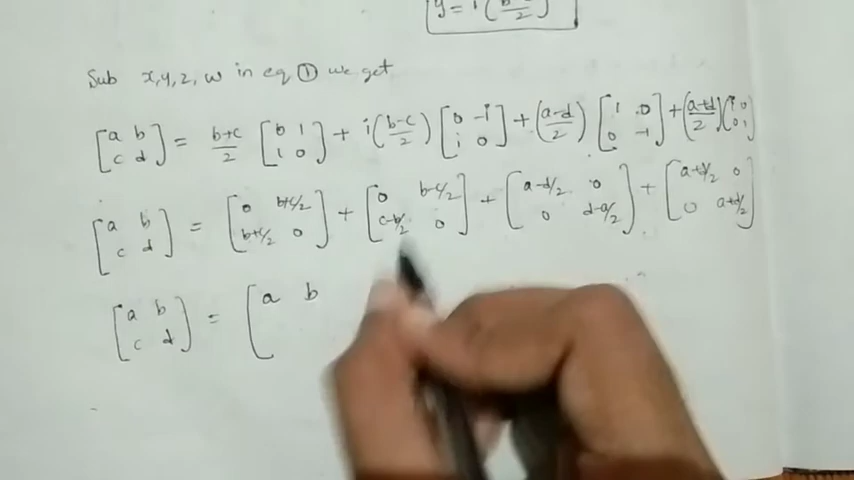 y = i (b-c/2)
Sub x,y,z,w in eq ① we get
[a b c d] = b+c/2 [0 1 1 0] + i(b-c/2) [0 -i i 0] + (a-d/2) [1 0 0 -1] + (a+d/2) [1 0 0 1]
[a b c d] = [0 b+c/2 b+c/2 0] + [0 b-c/2 c-b/2 0] + [a-d/2 0 0 d-a/2] + [a+d/2 0 0 a+d/2]
[a b c d] = [a b